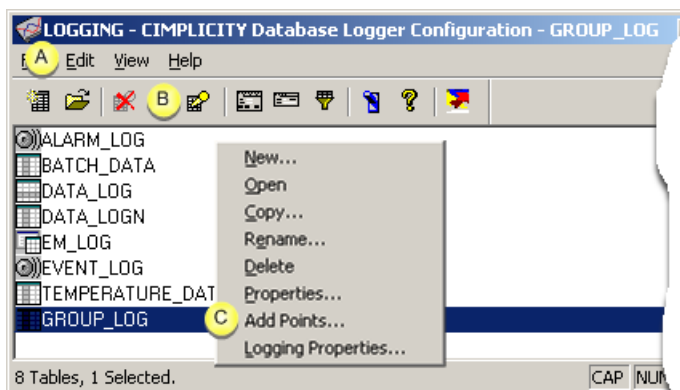 LOGGING - CIMPLICITY Database Logger Configuration - GROUP_LOG
A Edit View Help
B
ALARM_LOG
BATCH_DATA
DATA_LOG
DATA_LOGN
EM_LOG
EVENT_LOG
TEMPERATURE_DAT
GROUP_LOG
New...
Open
Copy...
Rename...
Delete
Properties...
C Add Points...
Logging Properties...
8 Tables, 1 Selected. CAP